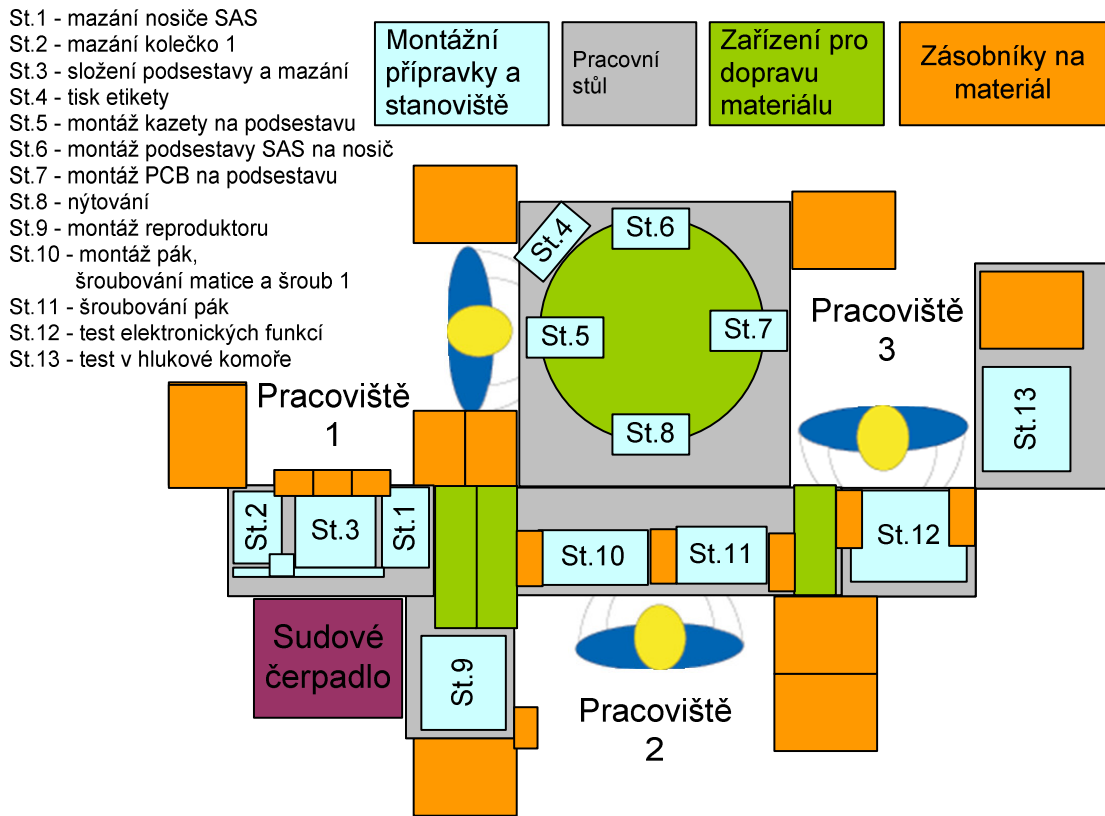 St.1 - mazání nosiče SAS
St.2 - mazání kolečko 1
St.3 - složení podsestavy a mazání
St.4 - tisk etikety
St.5 - montáž kazety na podsestavu
St.6 - montáž podsestavy SAS na nosič
St.7 - montáž PCB na podsestavu
St.8 - nýtování
St.9 - montáž reproduktoru
St.10 - montáž pák,
šroubování matice a šroub 1
St.11 - šroubování pák
St.12 - test elektronických funkcí
St.13 - test v hlukové komoře
Montážní
přípravky a
stanoviště
Pracovní
stůl
Zařízení pro
dopravu
materiálu
Zásobníky na
materiál
St.4
St.6
St.5
St.7
St.8
Pracoviště
3
St.13
Pracoviště
1
St.2
St.3
St.1
St.10
St.11
St.12
Sudové
čerpadlo
St.9
Pracoviště
2